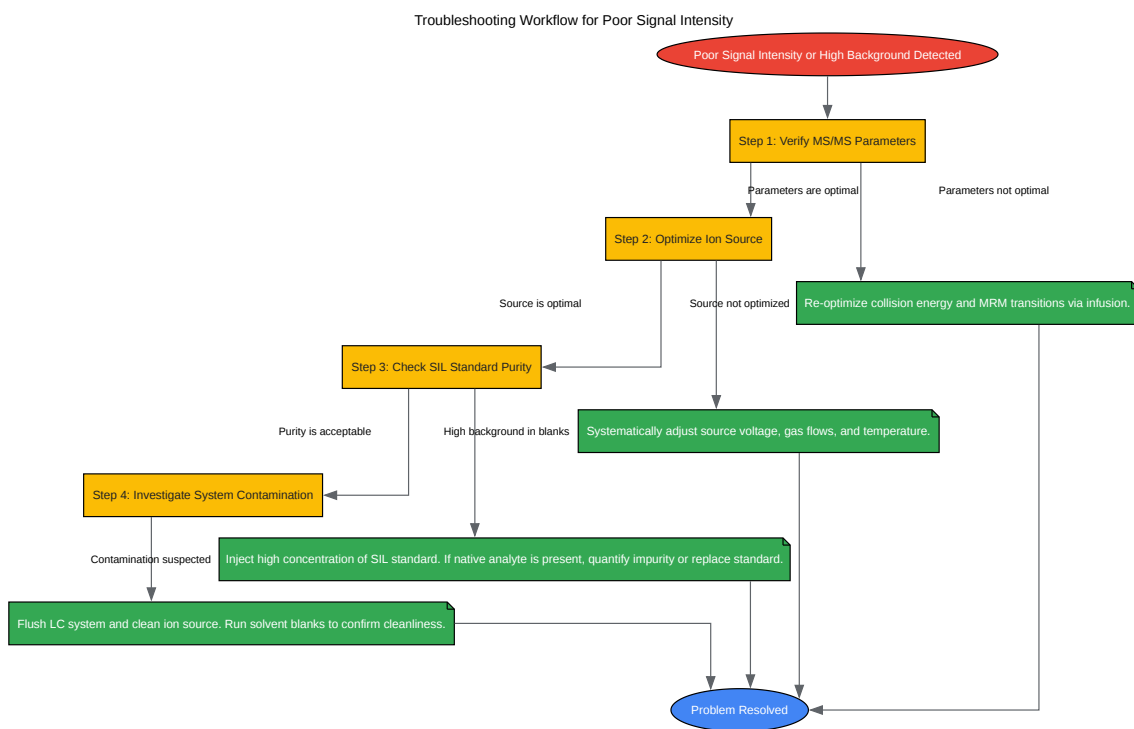 Troubleshooting Workflow for Poor Signal Intensity
Poor Signal Intensity or High Background Detected
Step 1: Verify MS/MS Parameters
Parameters are optimal
Parameters not optimal
Step 2: Optimize Ion Source
Source is optimal
Source not optimized
Re-optimize collision energy and MRM transitions via infusion.
Step 3: Check SIL Standard Purity
Purity is acceptable
High background in blanks
Systematically adjust source voltage, gas flows, and temperature.
Step 4: Investigate System Contamination
Contamination suspected
Inject high concentration of SIL standard. If native analyte is present, quantify impurity or replace standard.
Flush LC system and clean ion source. Run solvent blanks to confirm cleanliness.
Problem Resolved